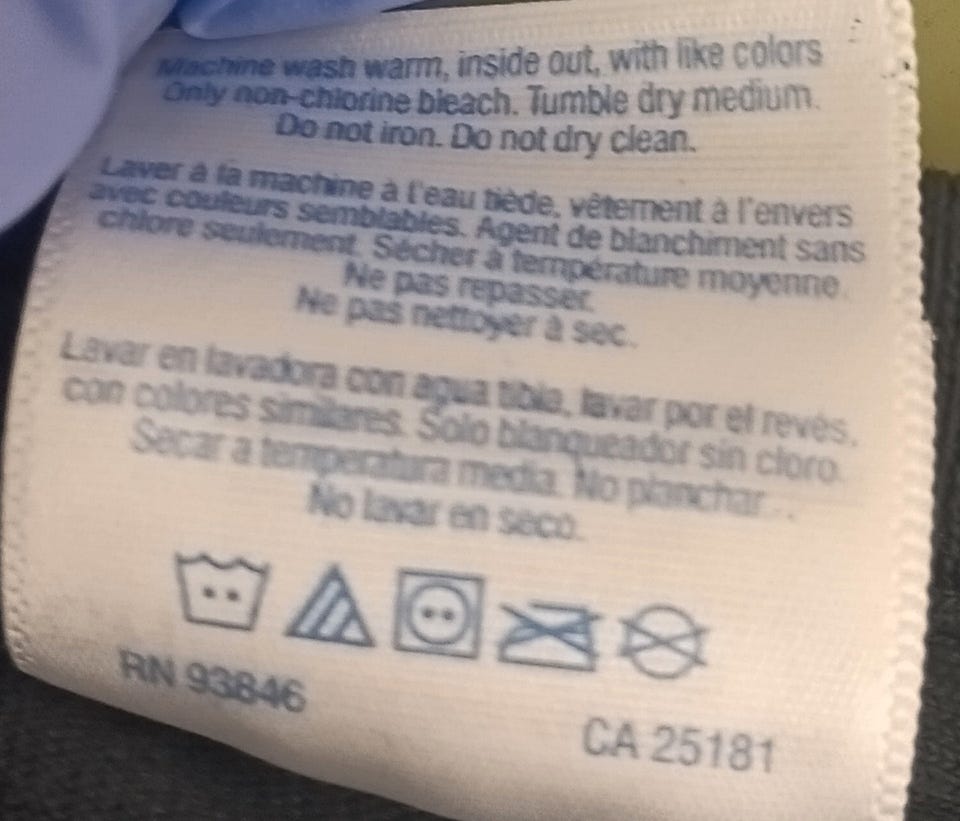 Machine wash warm, inside out, with like colors
Only non-chlorine bleach. Tumble dry medium.
Do not iron. Do not dry clean.
Laver à la machine à l'eau tiède, vêtement à l'envers
avec couleurs semblables. Agent de blanchiment sans
chlore seulement. Sécher à température moyenne.
Ne pas repasser.
Ne pas nettoyer à sec.
Lavar en lavadora con agua tibia, lavar por el revés,
con colores similares. Solo blanqueador sin cloro.
Secar a temperatura media. No planchar.
No lavar en seco.
RN 93846
CA 25181